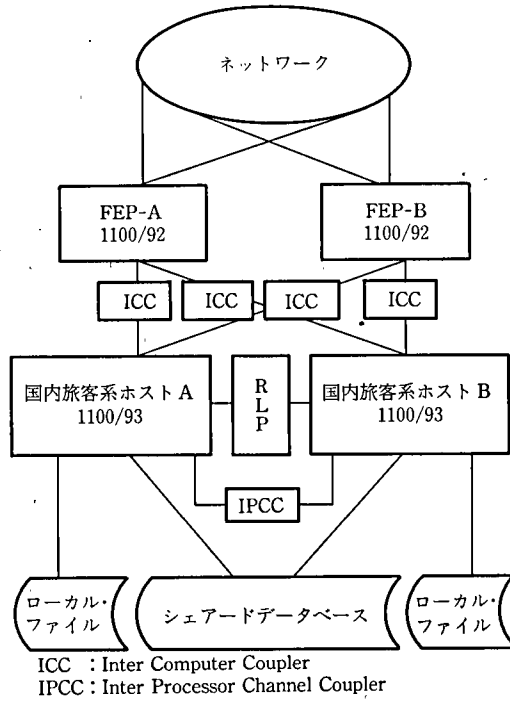 ネットワーク
FEP-A
1100/92
FEP-B
1100/92
ICC
ICC
ICC
ICC
国内旅客系ホスト A
1100/93
RLP
国内旅客系ホスト B
1100/93
IPCC
ローカル・
ファイル
シェアードデータベース
ローカル・
ファイル
ICC :Inter Computer Coupler
IPCC:Inter Processor Channel Coupler